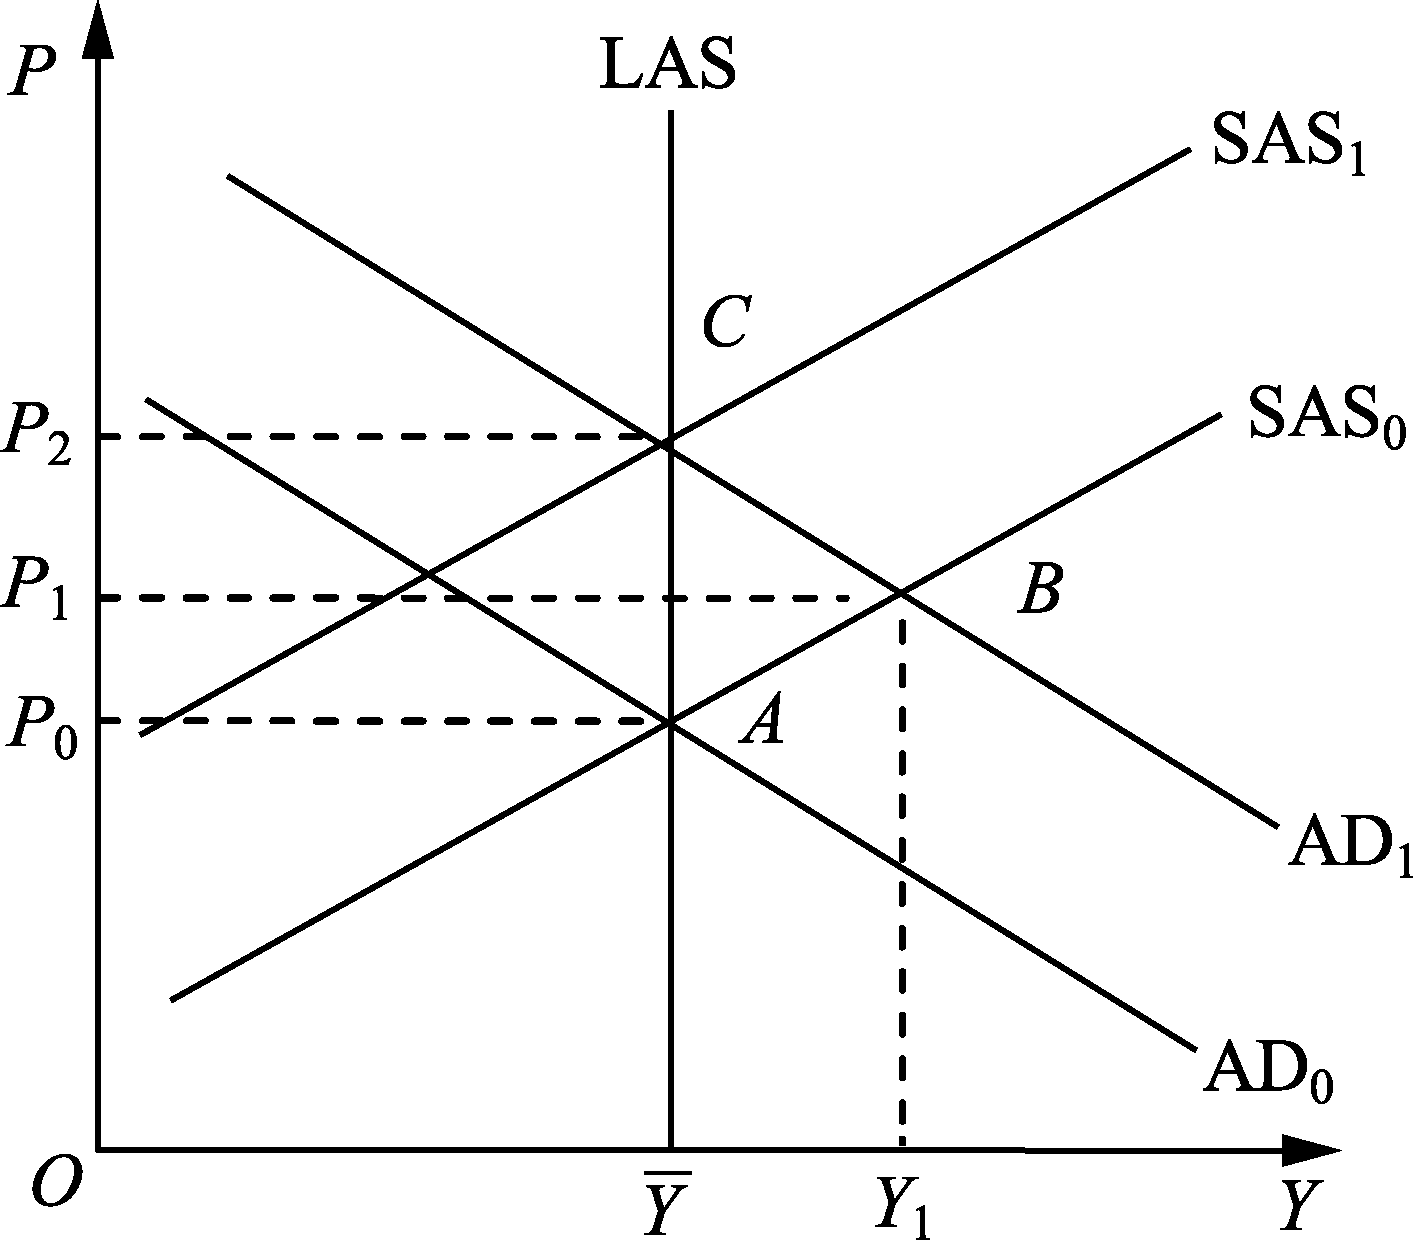 P
LAS
SAS₁
C
SAS₀
P₂
P₁
B
P₀
A
AD₁
AD₀
O
Y̅
Y₁
Y